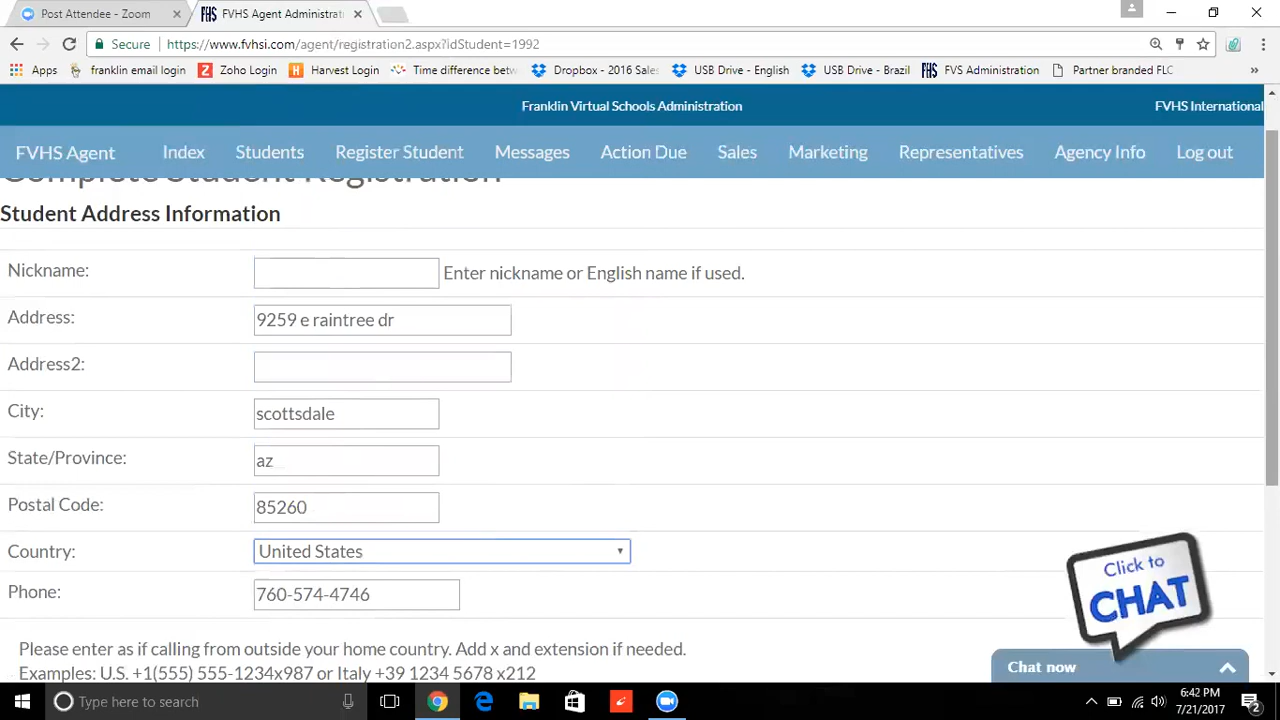 Post Attendee - Zoom
FVHS Agent Administrati
Secure https://www.fvhsi.com/agent/registration2.aspx?idStudent=1992
Apps franklin email login Zoho Login Harvest Login Time difference betw Dropbox - 2016 Sales USB Drive - English USB Drive - Brazil FVS Administration Partner branded FLC »
Franklin Virtual Schools Administration FVHS International
FVHS Agent Index Students Register Student Messages Action Due Sales Marketing Representatives Agency Info Log out
Complete Student Registration
Student Address Information
Nickname: Enter nickname or English name if used.
Address: 9259 e raintree dr
Address2:
City: scottsdale
State/Province: az
Postal Code: 85260
Country: United States
Phone: 760-574-4746
Click to
CHAT
Please enter as if calling from outside your home country. Add x and extension if needed.
Examples: U.S. +1(555) 555-1234x987 or Italy +39 1234 5678 x212
Chat now
Type here to search
6:42 PM
7/21/2017
2